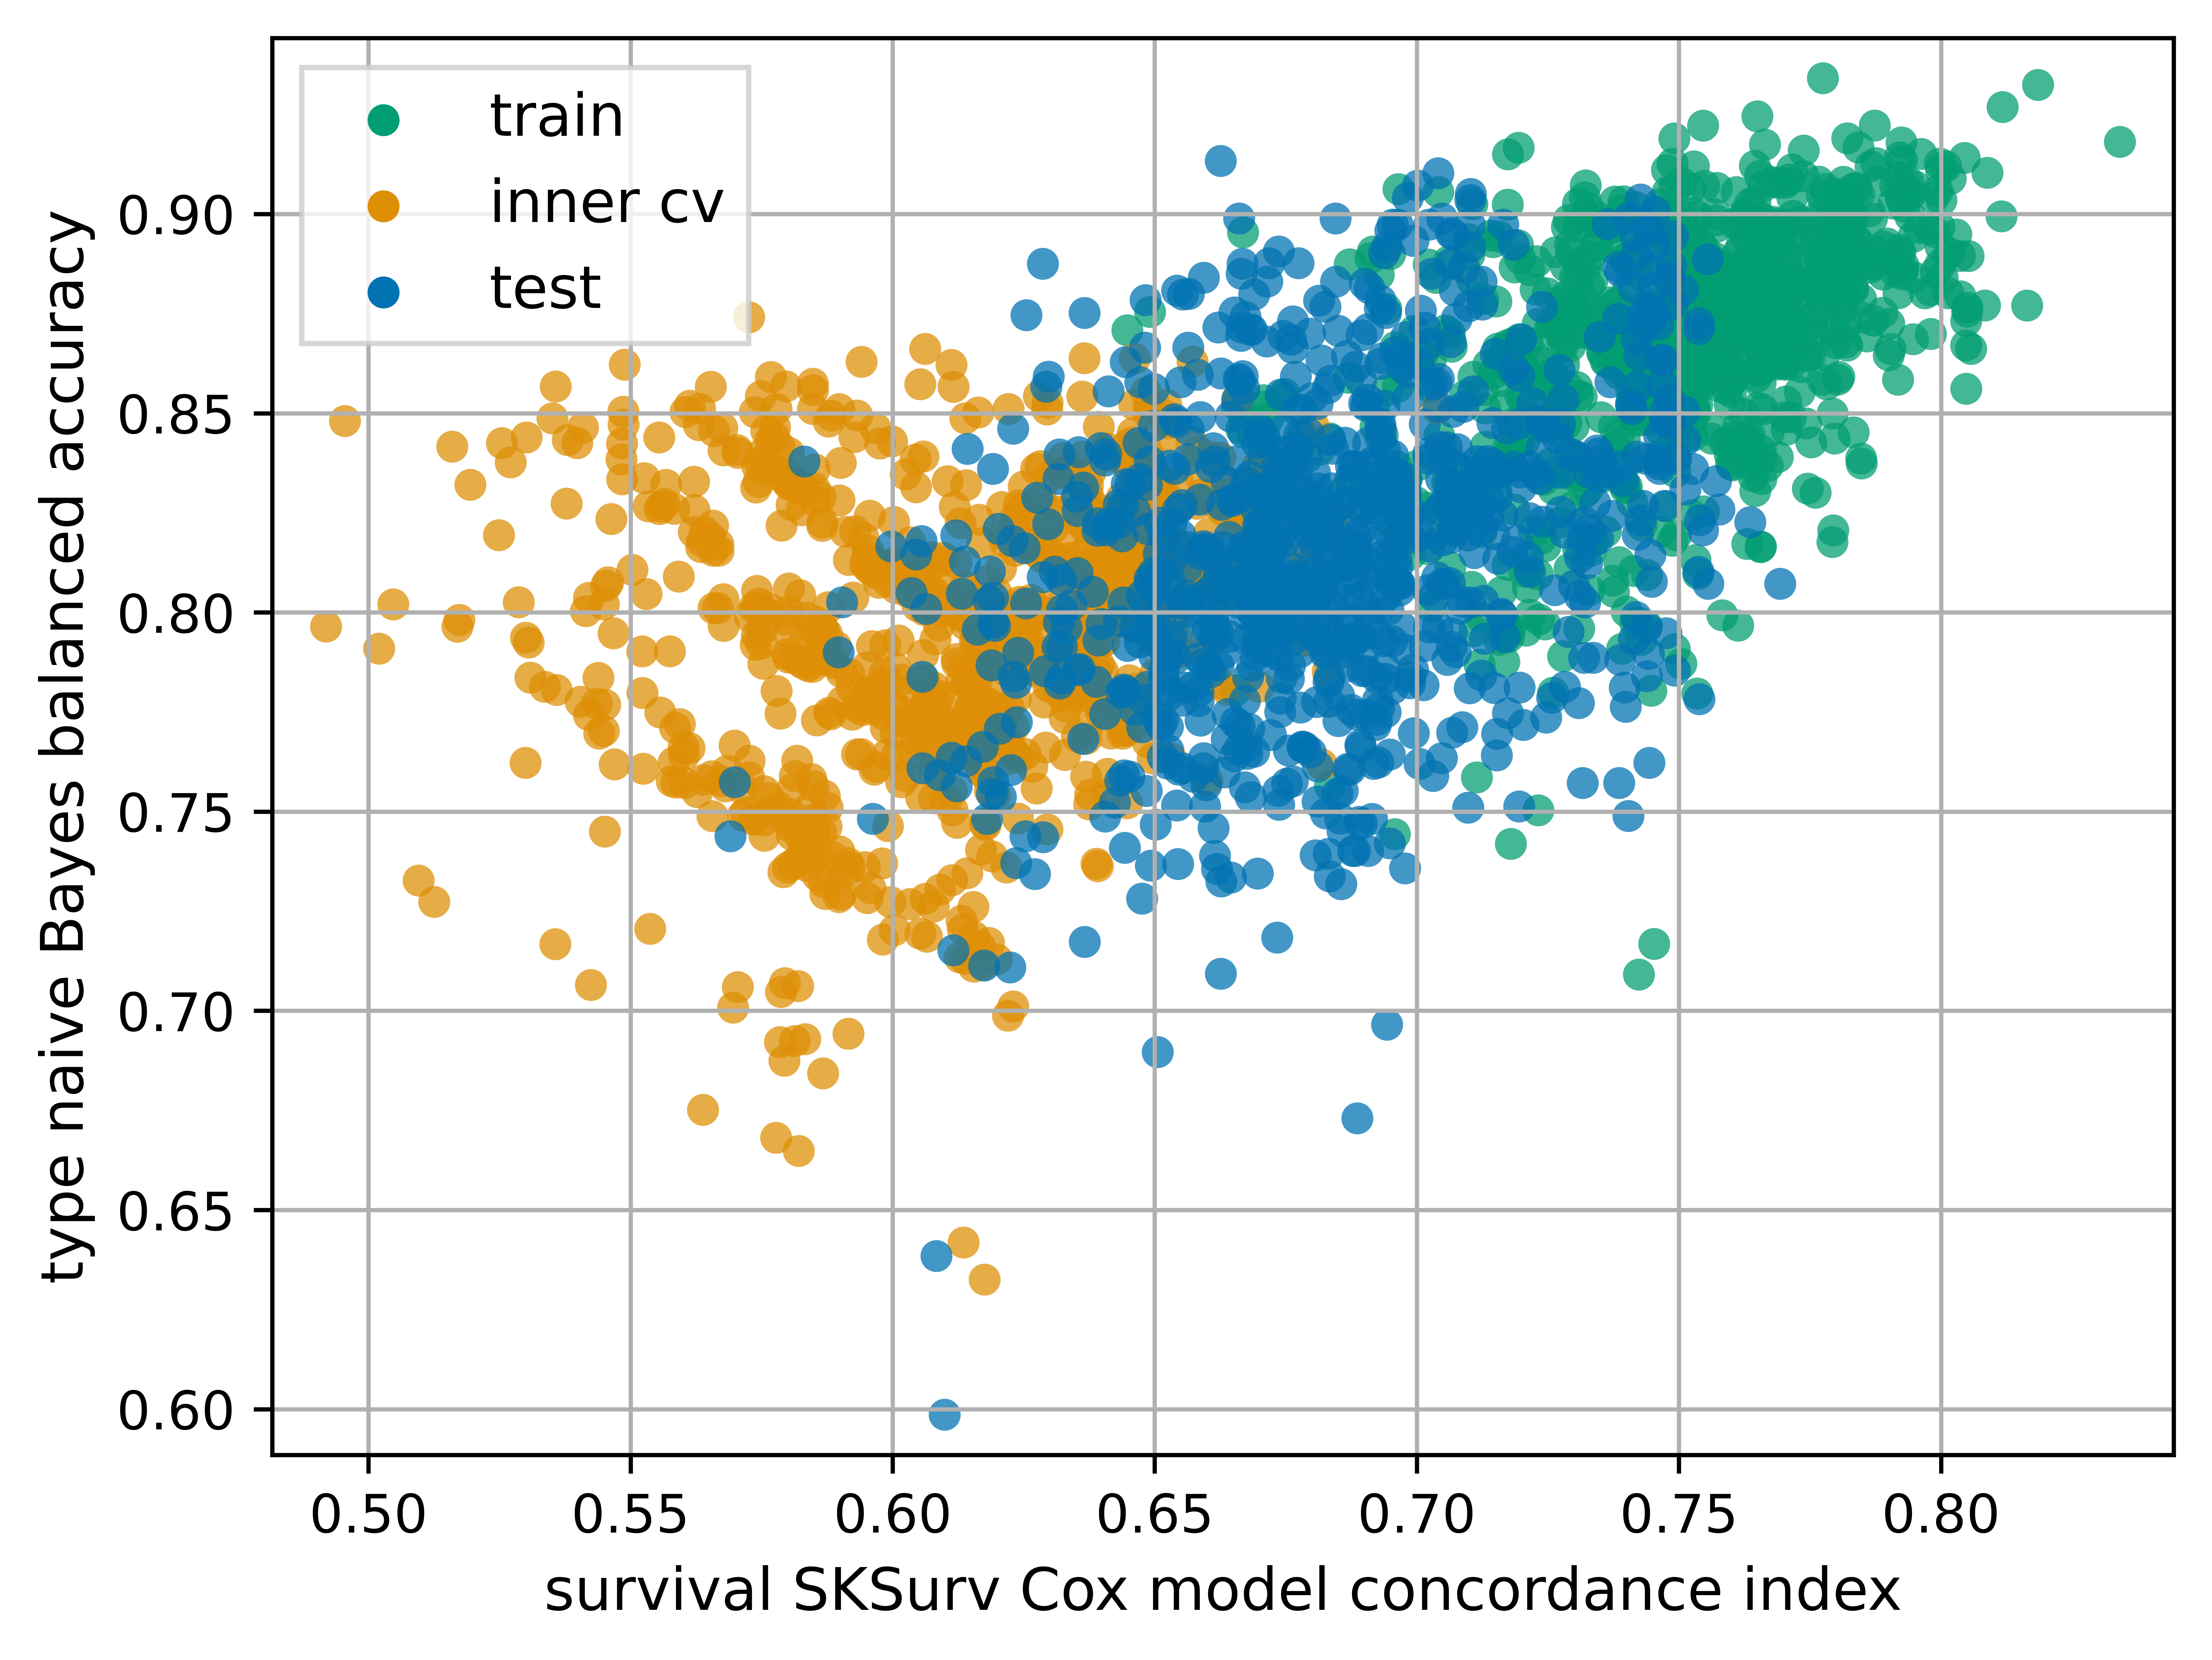 train
inner cv
test
type naive Bayes balanced accuracy
0.90
0.85
0.80
0.75
0.70
0.65
0.60
0.50 0.55 0.60 0.65 0.70 0.75 0.80
survival SKSurv Cox model concordance index